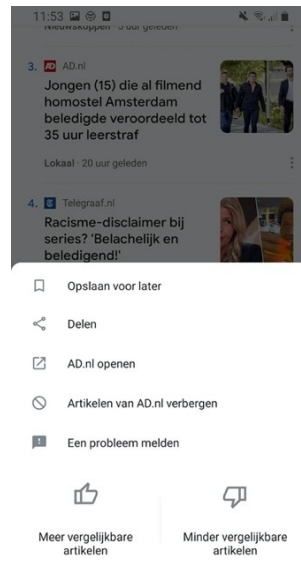 11:53
Nieuwskoppen · 5 uur geleden
3. AD.nl
Jongen (15) die al filmend
homostel Amsterdam
beledigde veroordeeld tot
35 uur leerstraf
Lokaal · 20 uur geleden
4. Telegraaf.nl
Racisme-disclaimer bij
series? 'Belachelijk en
beledigend!'
Opslaan voor later
Delen
AD.nl openen
Artikelen van AD.nl verbergen
Een probleem melden
Meer vergelijkbare
artikelen
Minder vergelijkbare
artikelen